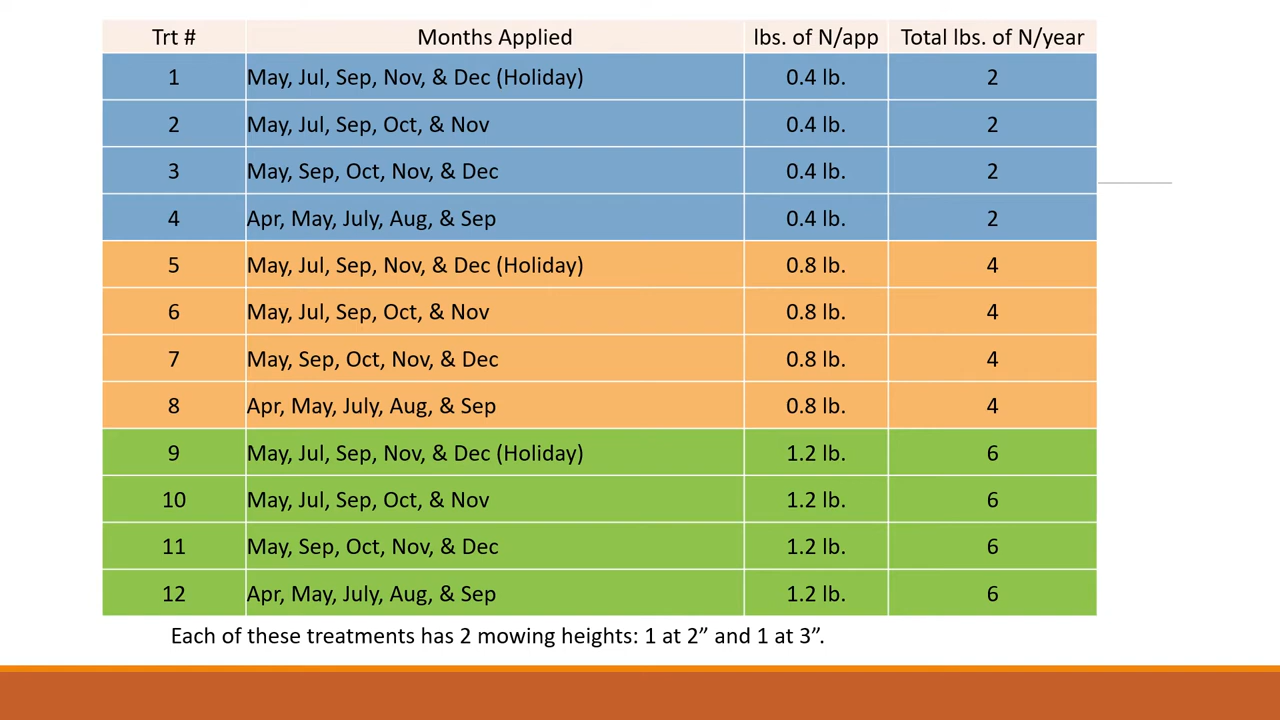 Trt # Months Applied lbs. of N/app Total lbs. of N/year
1 May, Jul, Sep, Nov, & Dec (Holiday) 0.4 lb. 2
2 May, Jul, Sep, Oct, & Nov 0.4 lb. 2
3 May, Sep, Oct, Nov, & Dec 0.4 lb. 2
4 Apr, May, July, Aug, & Sep 0.4 lb. 2
5 May, Jul, Sep, Nov, & Dec (Holiday) 0.8 lb. 4
6 May, Jul, Sep, Oct, & Nov 0.8 lb. 4
7 May, Sep, Oct, Nov, & Dec 0.8 lb. 4
8 Apr, May, July, Aug, & Sep 0.8 lb. 4
9 May, Jul, Sep, Nov, & Dec (Holiday) 1.2 lb. 6
10 May, Jul, Sep, Oct, & Nov 1.2 lb. 6
11 May, Sep, Oct, Nov, & Dec 1.2 lb. 6
12 Apr, May, July, Aug, & Sep 1.2 lb. 6
Each of these treatments has 2 mowing heights: 1 at 2” and 1 at 3”.